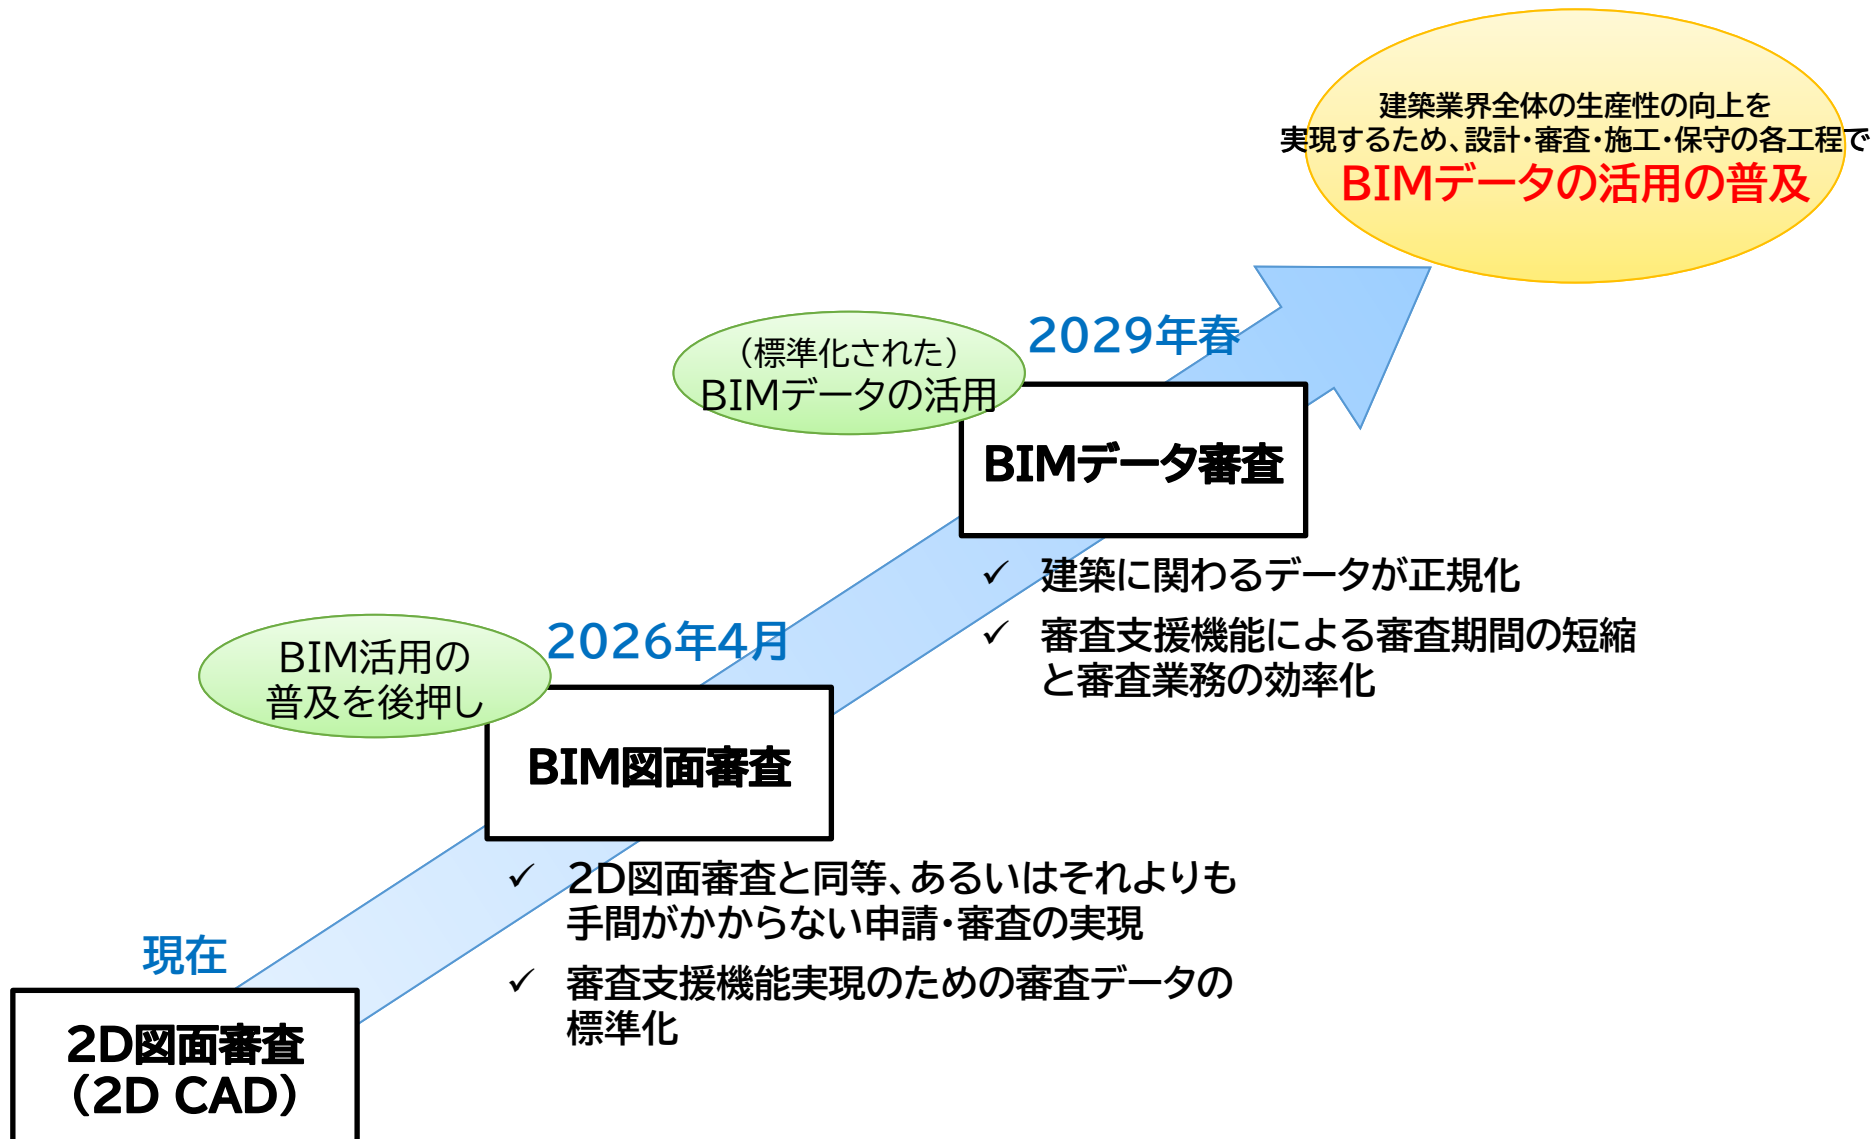 建築業界全体の生産性の向上を
実現するため、設計・審査・施工・保守の各工程で
BIMデータの活用の普及
2029年春
（標準化された）
BIMデータの活用
BIMデータ審査
✓ 建築に関わるデータが正規化
✓ 審査支援機能による審査期間の短縮
と審査業務の効率化
2026年4月
BIM活用の
普及を後押し
BIM図面審査
✓ 2D図面審査と同等、あるいはそれよりも
手間がかからない申請・審査の実現
✓ 審査支援機能実現のための審査データの
標準化
現在
2D図面審査
（2D CAD）